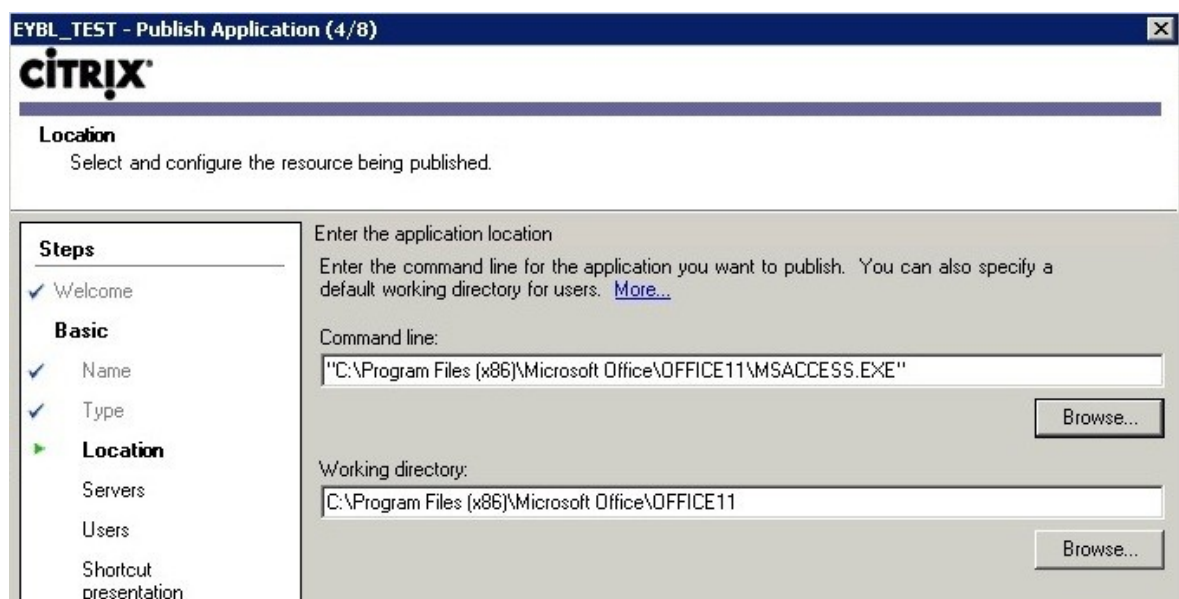 EYBL_TEST - Publish Application (4/8)
CİTRIX
Location
Select and configure the resource being published.
Steps
Welcome
Basic
Name
Type
Location
Servers
Users
Shortcut
presentation
Enter the application location
Enter the command line for the application you want to publish. You can also specify a
default working directory for users. More...
Command line:
"C:\Program Files (x86)\Microsoft Office\OFFICE11\MSACCESS.EXE"
Browse...
Working directory:
C:\Program Files (x86)\Microsoft Office\OFFICE11
Browse...